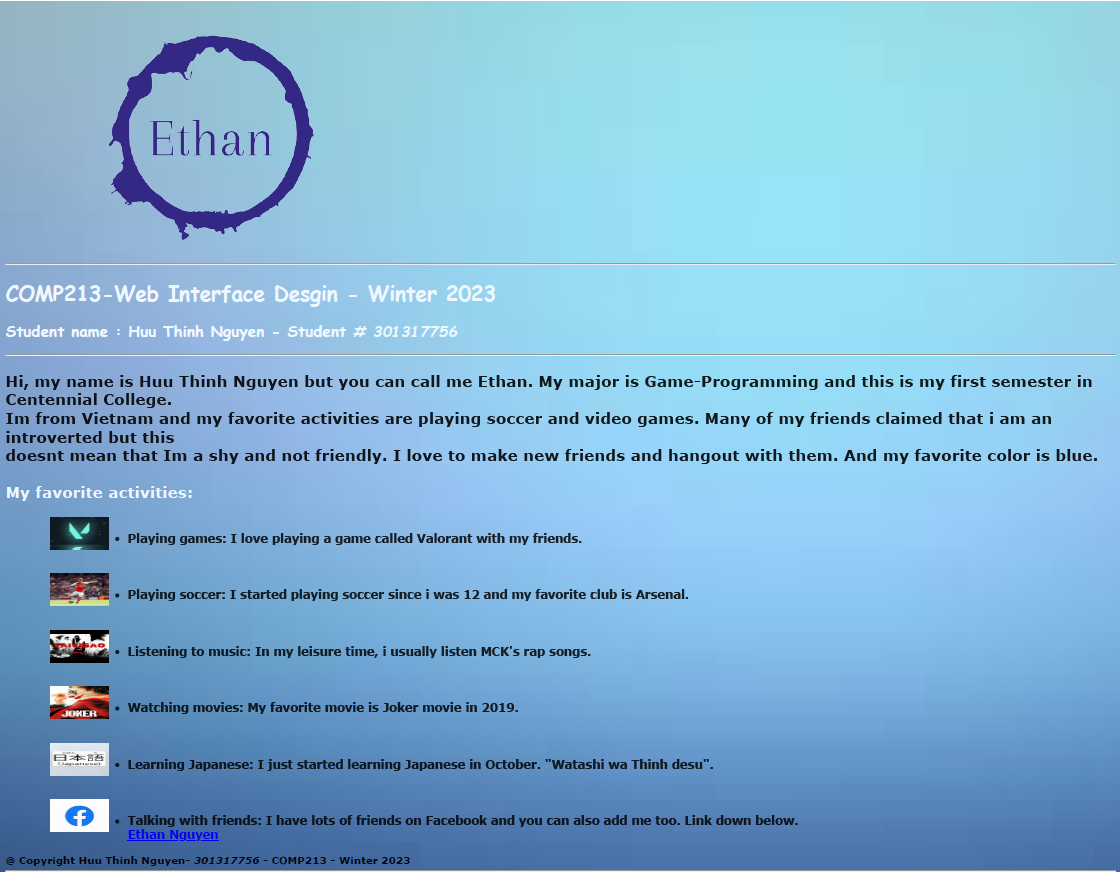 Ethan
COMP213-Web Interface Desgin - Winter 2023
Student name : Huu Thinh Nguyen - Student # 301317756
Hi, my name is Huu Thinh Nguyen but you can call me Ethan. My major is Game-Programming and this is my first semester in
Centennial College.
Im from Vietnam and my favorite activities are playing soccer and video games. Many of my friends claimed that i am an
introverted but this
doesnt mean that Im a shy and not friendly. I love to make new friends and hangout with them. And my favorite color is blue.
My favorite activities:
• Playing games: I love playing a game called Valorant with my friends.
• Playing soccer: I started playing soccer since i was 12 and my favorite club is Arsenal.
• Listening to music: In my leisure time, i usually listen MCK's rap songs.
JOKER
• Watching movies: My favorite movie is Joker movie in 2019.
日本語
(Japanese)
• Learning Japanese: I just started learning Japanese in October. "Watashi wa Thinh desu".
• Talking with friends: I have lots of friends on Facebook and you can also add me too. Link down below.
Ethan Nguyen
@ Copyright Huu Thinh Nguyen- 301317756 - COMP213 - Winter 2023